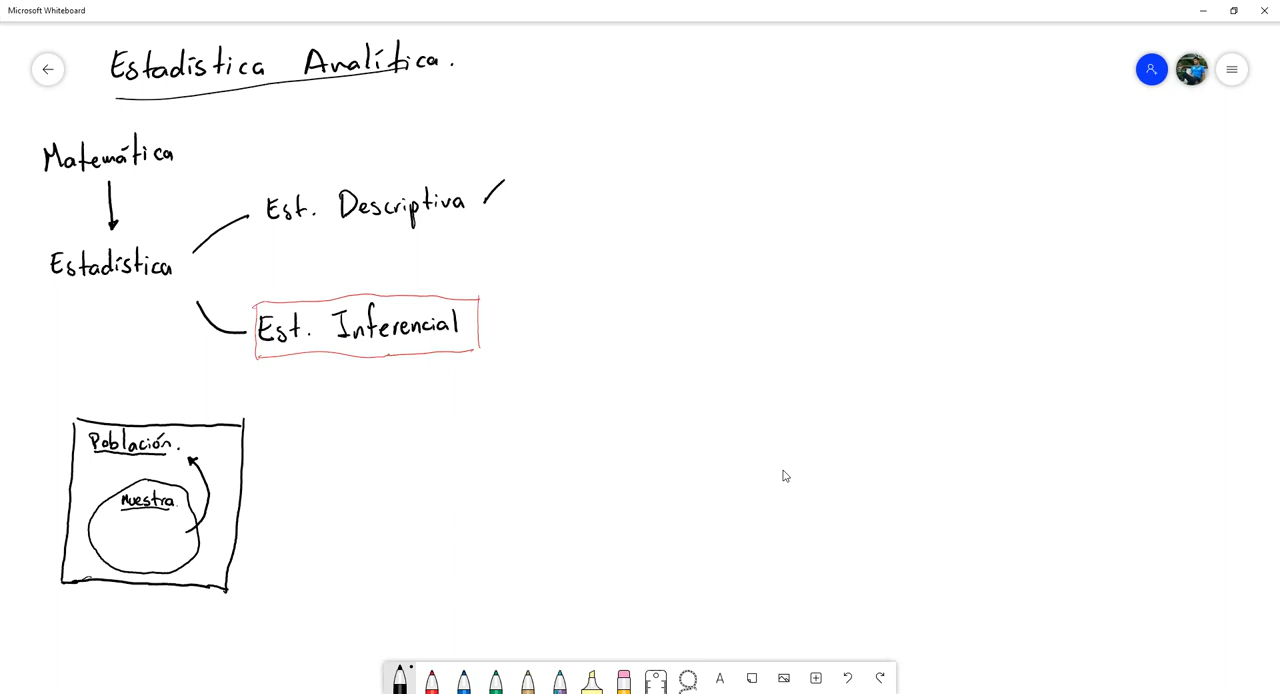 Microsoft Whiteboard
Estadística Analítica.
Matemática
Est. Descriptiva
Estadística
Est. Inferencial
Población.
Muestra
A